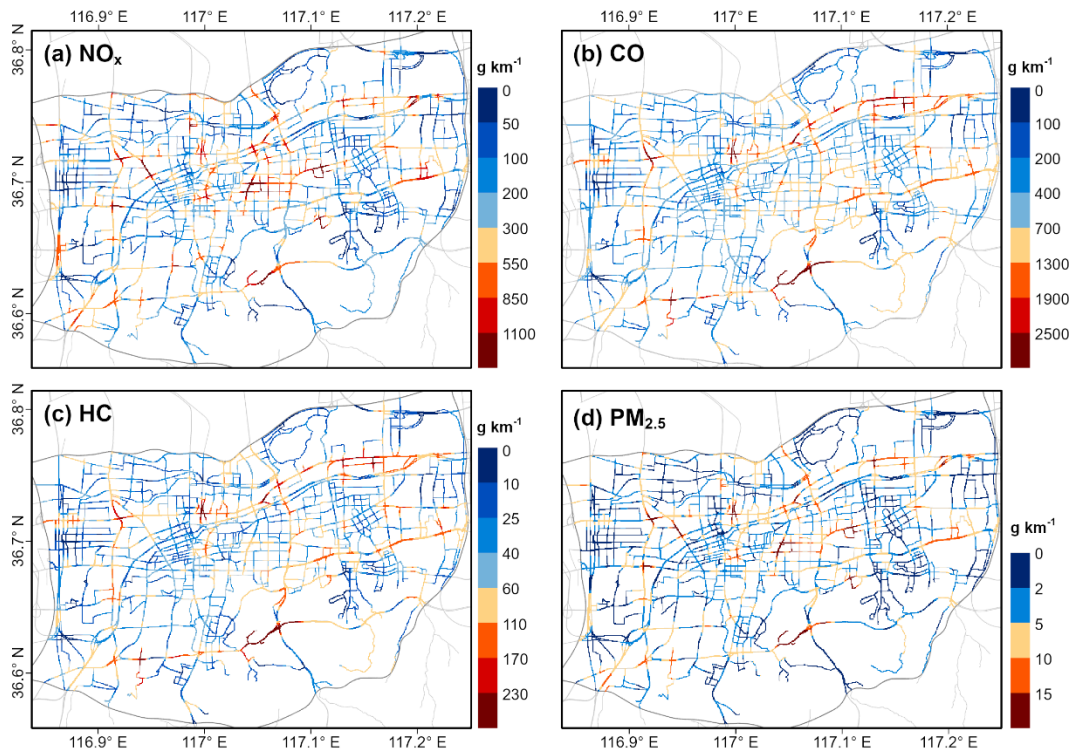 116.9° E 117° E 117.1° E 117.2° E 116.9° E 117° E 117.1° E 117.2° E
36.8° N
36.7° N
36.6° N
(a) NOx
g km-1
0
50
100
200
300
550
850
1100
(b) CO
g km-1
0
100
200
400
700
1300
1900
2500
36.8° N
36.7° N
36.6° N
(c) HC
g km-1
0
10
25
40
60
110
170
230
(d) PM2.5
g km-1
0
2
5
10
15
116.9° E 117° E 117.1° E 117.2° E 116.9° E 117° E 117.1° E 117.2° E